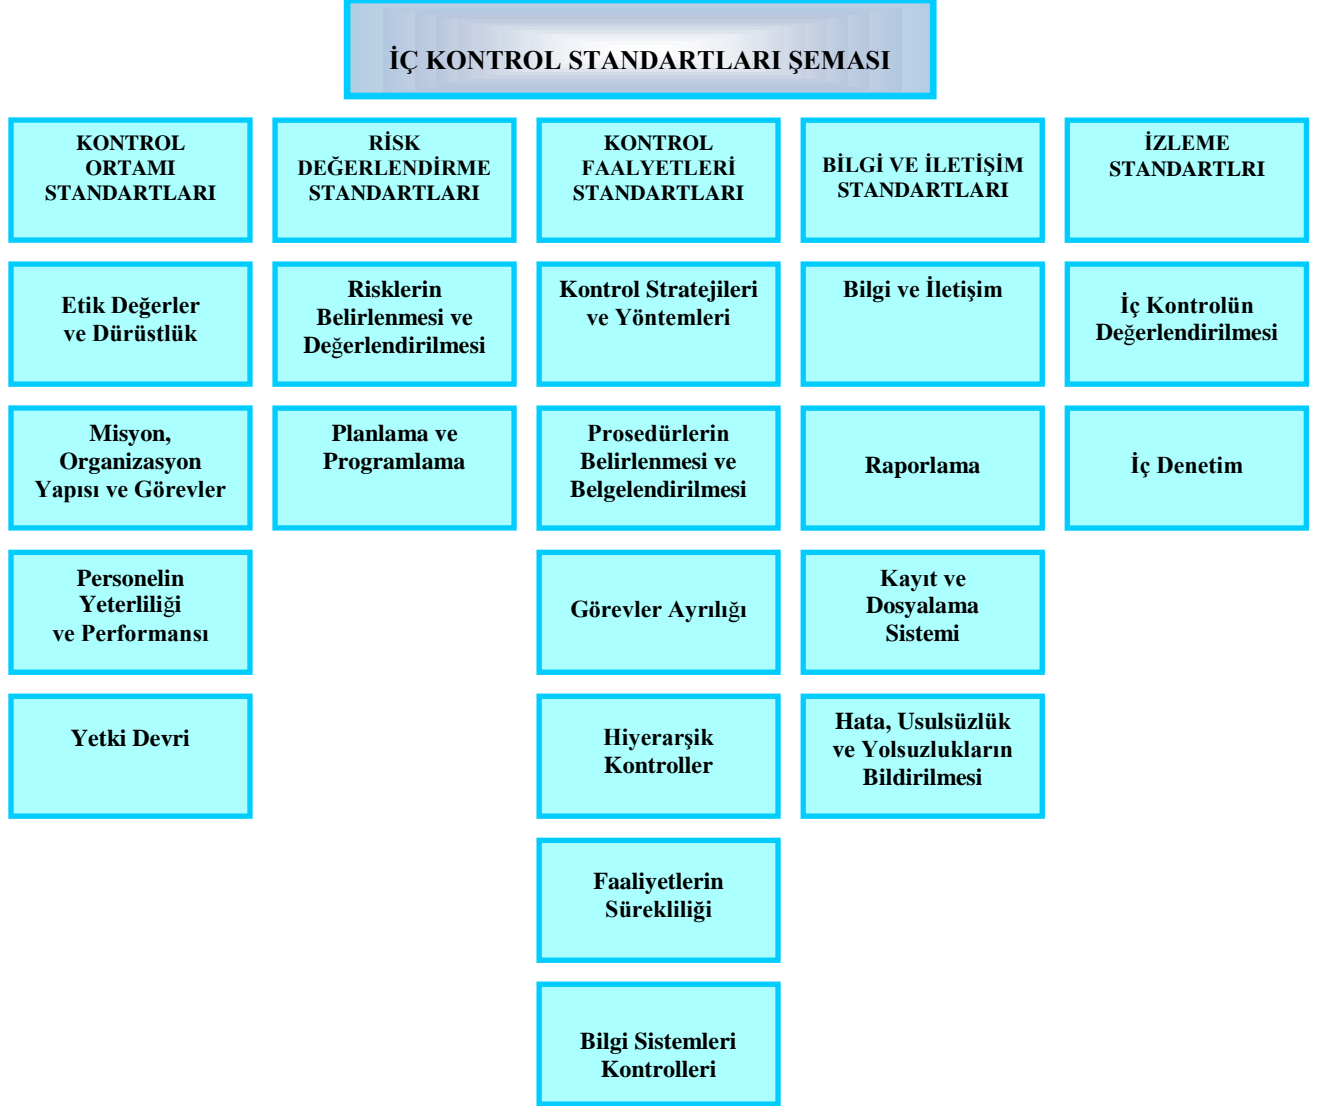 İÇ KONTROL STANDARTLARI ŞEMASI
KONTROL
ORTAMI
STANDARTLARI
RİSK
DEĞERLENDİRME
STANDARTLARI
KONTROL
FAALYETLERİ
STANDARTLARI
BİLGİ VE İLETİŞİM
STANDARTLARI
İZLEME
STANDARTLRI
Etik Değerler
ve Dürüstlük
Risklerin
Belirlenmesi ve
Değerlendirilmesi
Kontrol Stratejileri
ve Yöntemleri
Bilgi ve İletişim
İç Kontrolün
Değerlendirilmesi
Misyon,
Organizasyon
Yapısı ve Görevler
Planlama ve
Programlama
Prosedürlerin
Belirlenmesi ve
Belgelendirilmesi
Raporlama
İç Denetim
Personelin
Yeterliliği
ve Performansı
Görevler Ayrılığı
Kayıt ve
Dosyalama
Sistemi
Yetki Devri
Hiyerarşik
Kontroller
Hata, Usulsüzlük
ve Yolsuzlukların
Bildirilmesi
Faaliyetlerin
Sürekliliği
Bilgi Sistemleri
Kontrolleri